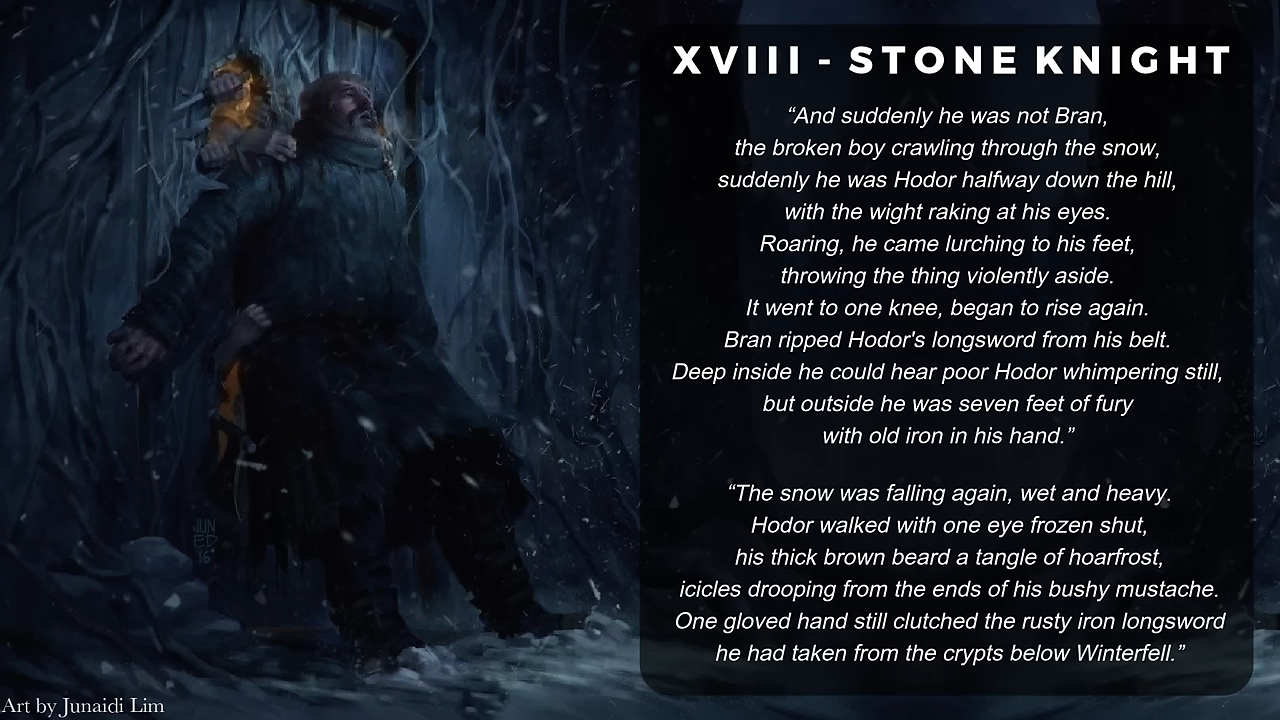 XVIII - STONE KNIGHT
“And suddenly he was not Bran,
the broken boy crawling through the snow,
suddenly he was Hodor halfway down the hill,
with the wight raking at his eyes.
Roaring, he came lurching to his feet,
throwing the thing violently aside.
It went to one knee, began to rise again.
Bran ripped Hodor's longsword from his belt.
Deep inside he could hear poor Hodor whimpering still,
but outside he was seven feet of fury
with old iron in his hand.”
“The snow was falling again, wet and heavy.
Hodor walked with one eye frozen shut,
his thick brown beard a tangle of hoarfrost,
icicles drooping from the ends of his bushy mustache.
One gloved hand still clutched the rusty iron longsword
he had taken from the crypts below Winterfell.”
JUN
ED
'16
Art by Junaidi Lim